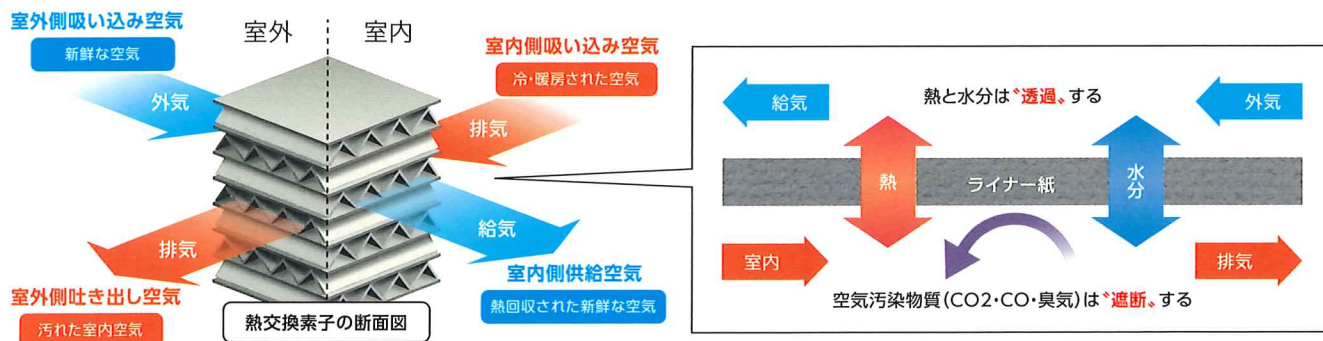 室外側吸い込み空気
新鮮な空気
外気
室外
室内
室内側吸い込み空気
冷・暖房された空気
排気
排気
室外側吐き出し空気
汚れた室内空気
給気
室内側供給空気
熱回収された新鮮な空気
熱交換素子の断面図
給気
熱と水分は〝透過〟する
外気
熱
ライナー紙
水分
室内
排気
空気汚染物質(CO2・CO・臭気)は〝遮断〟する